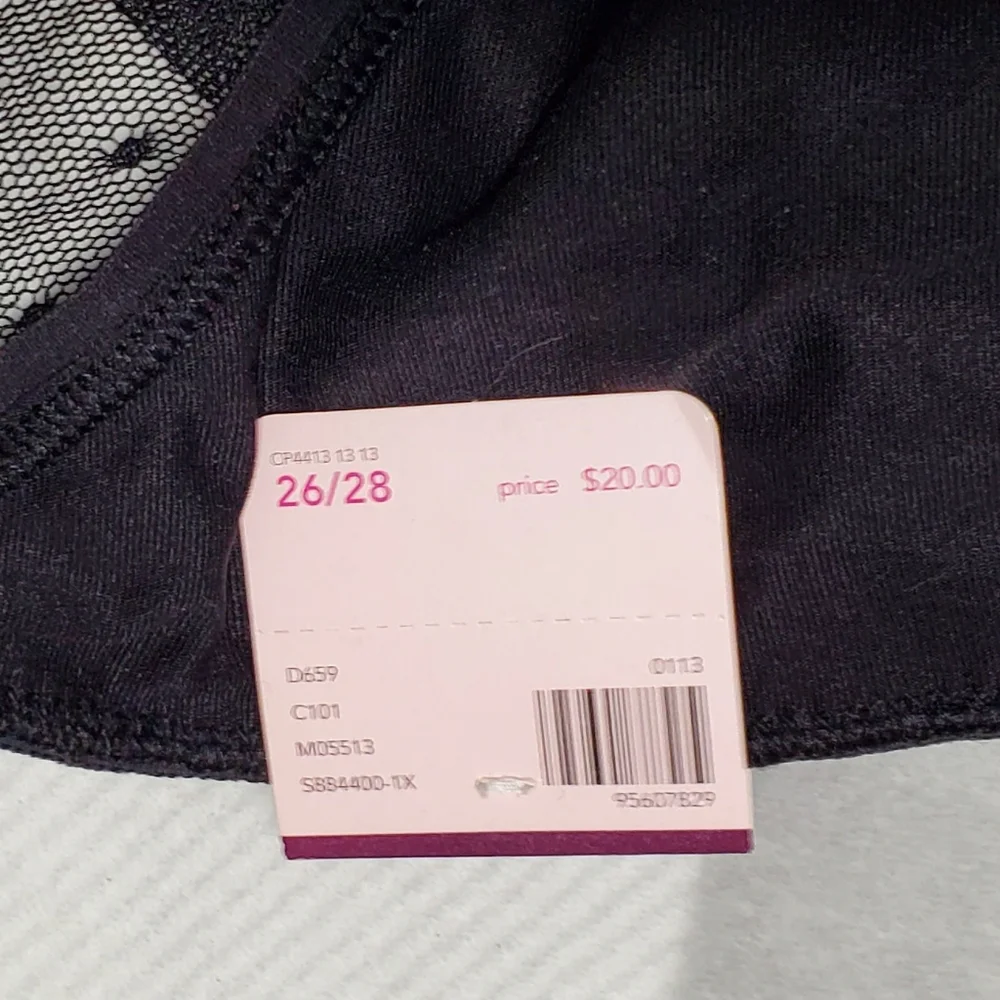 CP4413 13 13
26/28 price $20.00
D659 0113
C101
M05513
S884400-1X
95607829